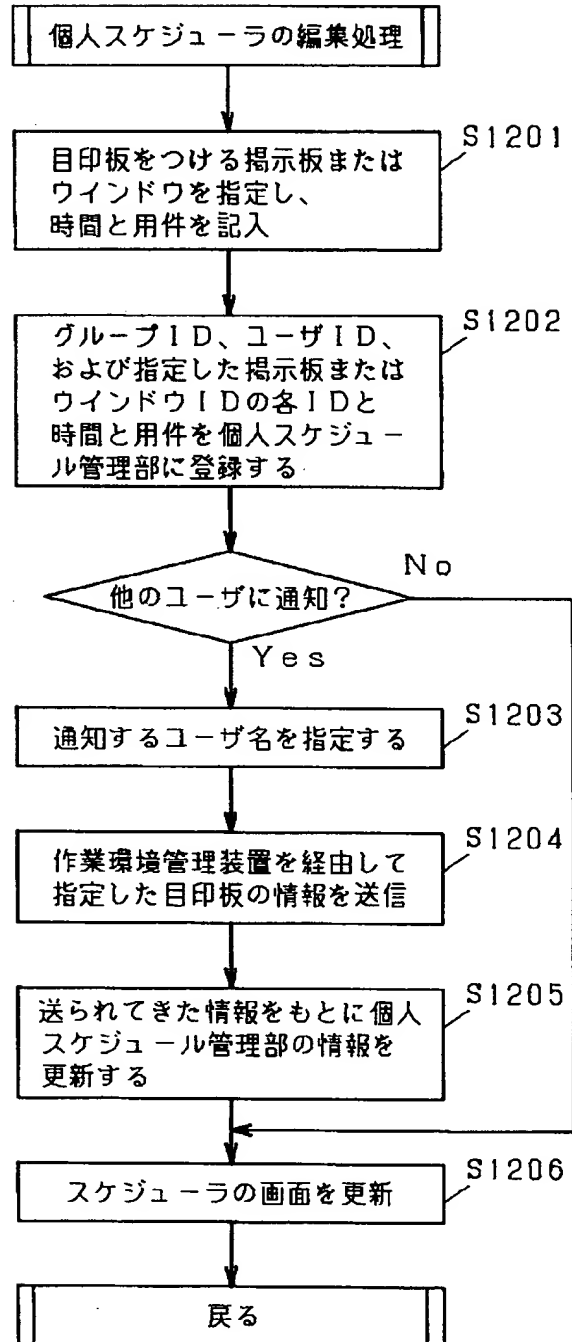 個人スケジューラの編集処理
S1201
目印板をつける掲示板または
ウインドウを指定し、
時間と用件を記入
S1202
グループID、ユーザID、
および指定した掲示板または
ウインドウIDの各IDと
時間と用件を個人スケジュー
ル管理部に登録する
他のユーザに通知?
No
Yes
S1203
通知するユーザ名を指定する
S1204
作業環境管理装置を経由して
指定した目印板の情報を送信
S1205
送られてきた情報をもとに個人
スケジュール管理部の情報を
更新する
S1206
スケジューラの画面を更新
戻る